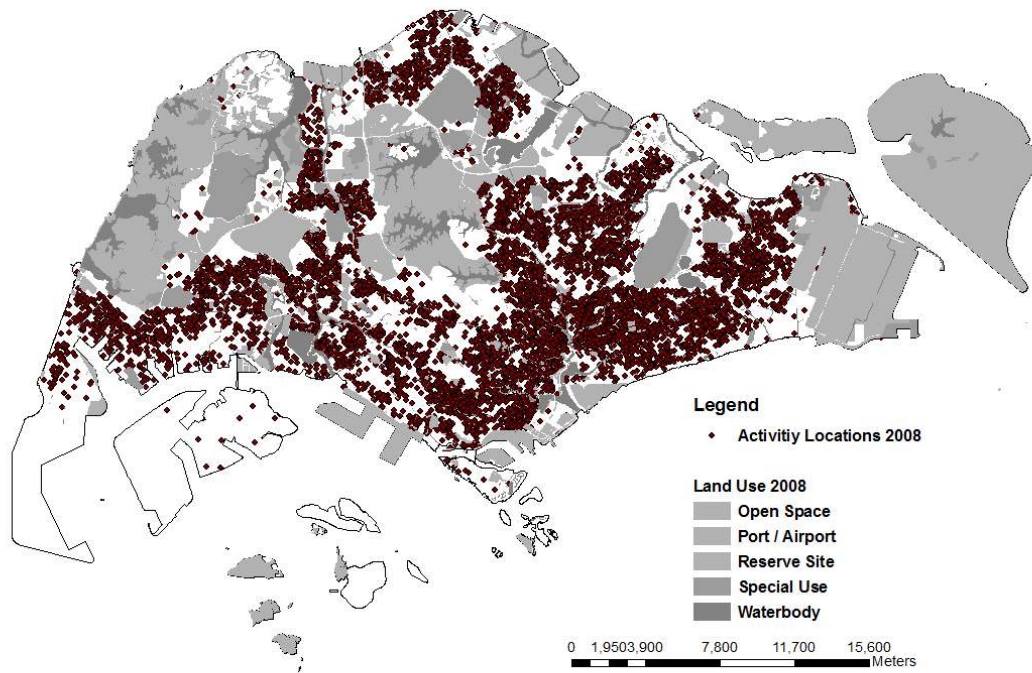 Legend
Activitiy Locations 2008
Land Use 2008
Open Space
Port / Airport
Reserve Site
Special Use
Waterbody
0 1,9503,900 7,800 11,700 15,600
Meters